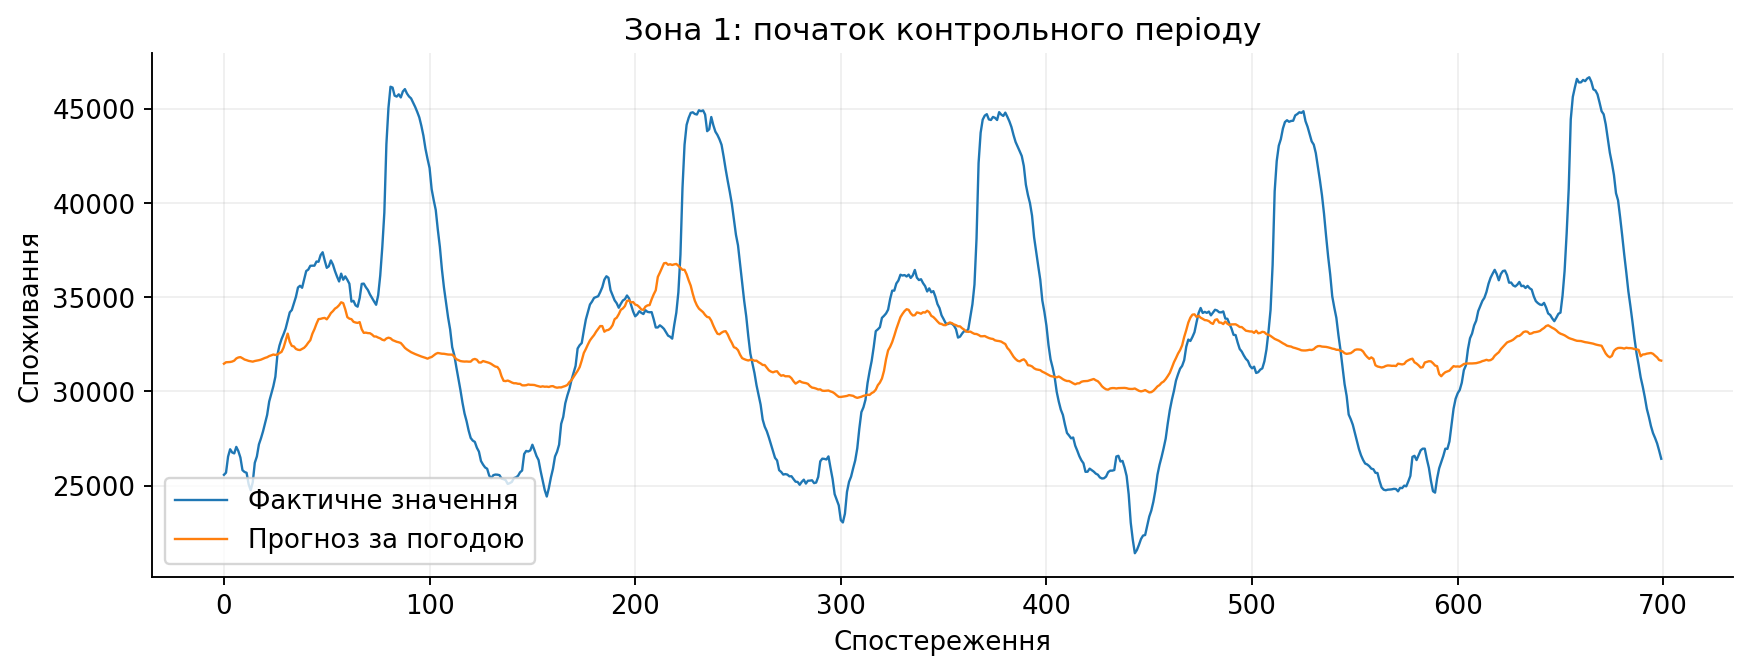 Зона 1: початок контрольного періоду
Споживання
45000
40000
35000
30000
25000
Фактичне значення
Прогноз за погодою
0 100 200 300 400 500 600 700
Спостереження